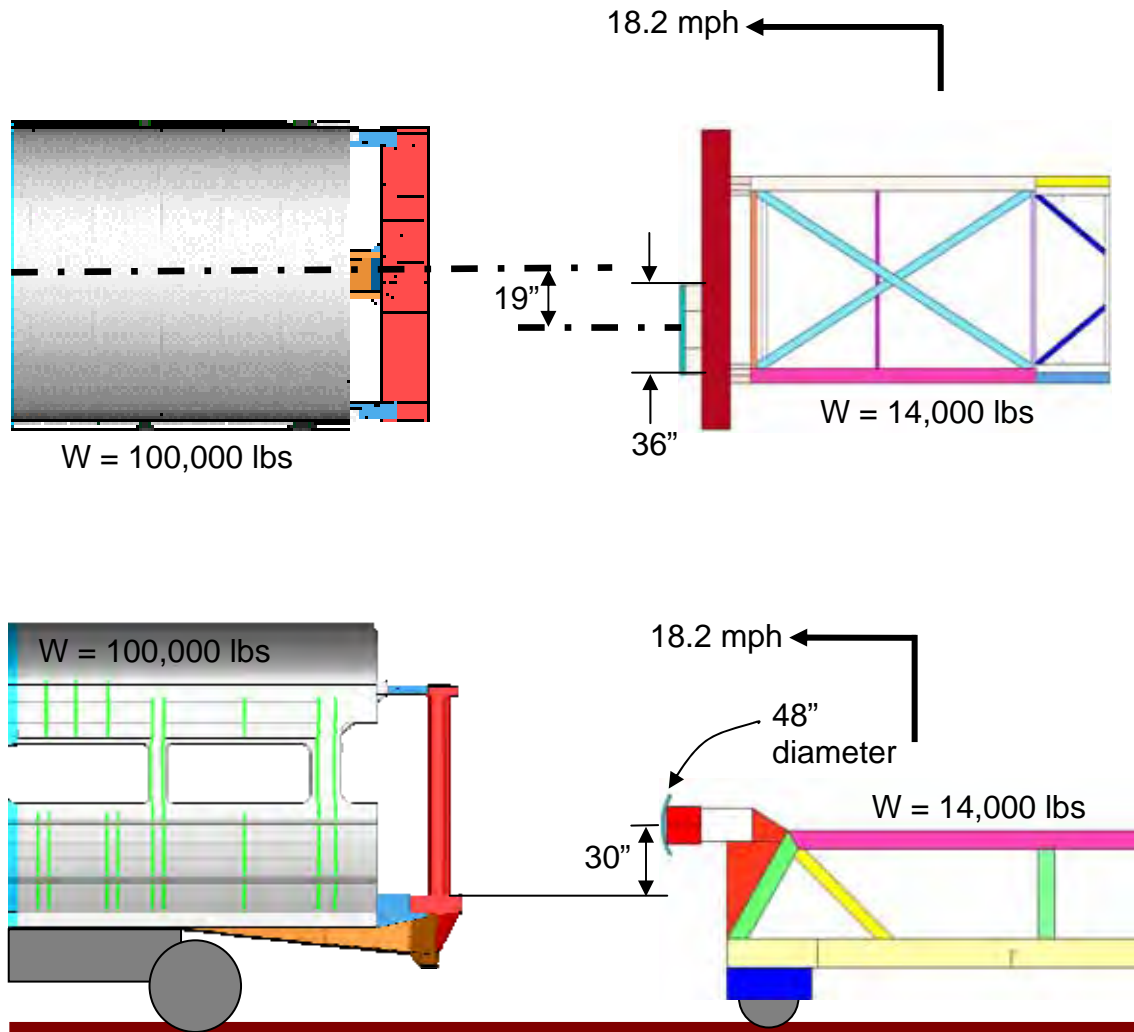 18.2 mph
19”
36”
W = 14,000 lbs
W = 100,000 lbs
W = 100,000 lbs
18.2 mph
48”
diameter
W = 14,000 lbs
30”